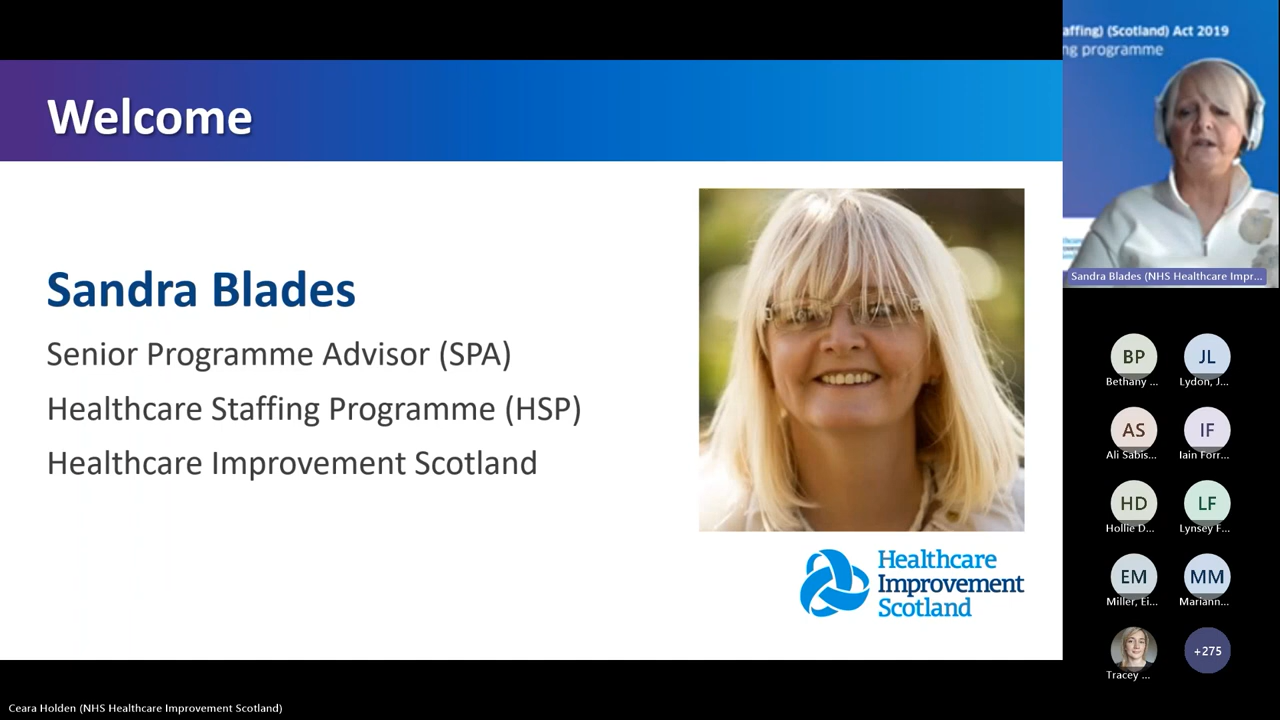 Welcome
Sandra Blades
Senior Programme Advisor (SPA)
Healthcare Staffing Programme (HSP)
Healthcare Improvement Scotland
Healthcare
Improvement
Scotland
affing) (Scotland) Act 2019
ng programme
Sandra Blades (NHS Healthcare Impr...
BP
Bethany ...
JL
Lydon, J...
AS
Ali Sabis...
IF
Iain Forr...
HD
Hollie D...
LF
Lynsey F...
EM
Miller, Ei...
MM
Mariann...
Tracey ...
+275
Ceara Holden (NHS Healthcare Improvement Scotland)